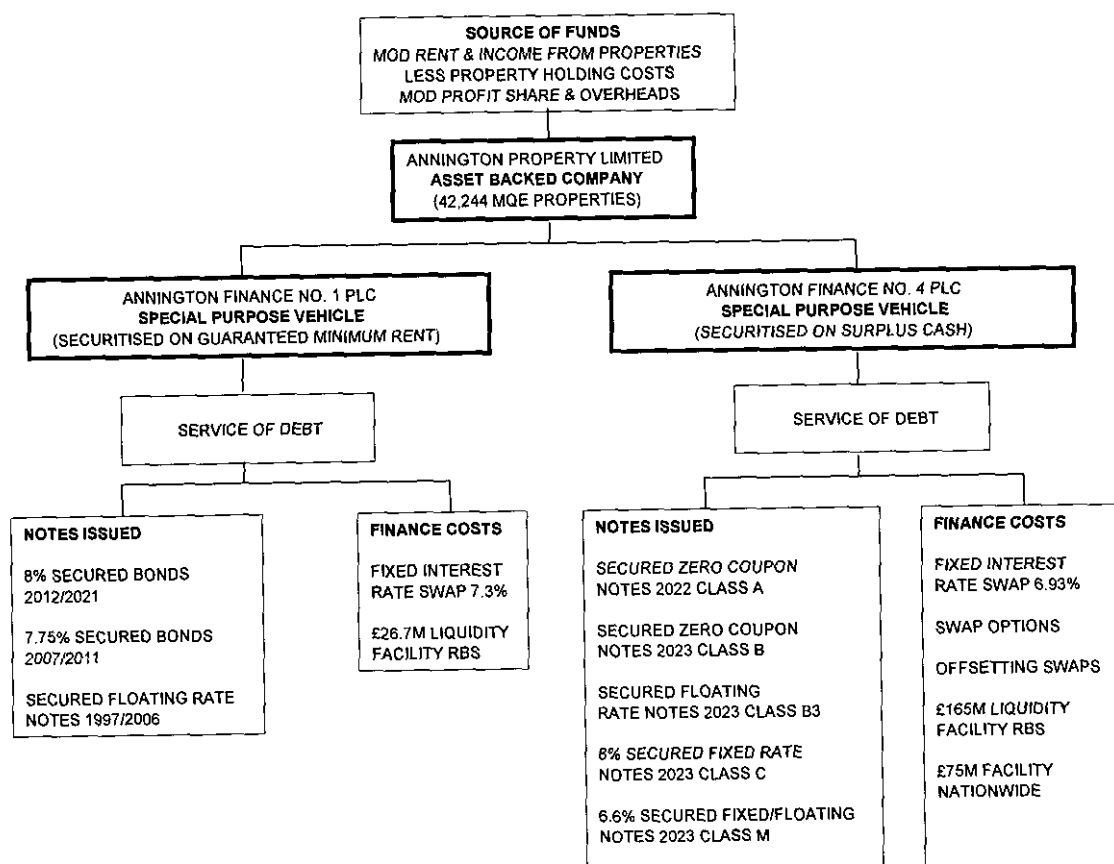 SOURCE OF FUNDS
MOD RENT & INCOME FROM PROPERTIES
LESS PROPERTY HOLDING COSTS
MOD PROFIT SHARE & OVERHEADS
ANNINGTON PROPERTY LIMITED
ASSET BACKED COMPANY
(42,244 MQE PROPERTIES)
ANNINGTON FINANCE NO. 1 PLC
SPECIAL PURPOSE VEHICLE
(SECURITISED ON GUARANTEED MINIMUM RENT)
ANNINGTON FINANCE NO. 4 PLC
SPECIAL PURPOSE VEHICLE
(SECURITISED ON SURPLUS CASH)
SERVICE OF DEBT
SERVICE OF DEBT
NOTES ISSUED
8% SECURED BONDS
2012/2021
7.75% SECURED BONDS
2007/2011
SECURED FLOATING RATE
NOTES 1997/2006
FINANCE COSTS
FIXED INTEREST
RATE SWAP 7.3%
£26.7M LIQUIDITY
FACILITY RBS
NOTES ISSUED
SECURED ZERO COUPON
NOTES 2022 CLASS A
SECURED ZERO COUPON
NOTES 2023 CLASS B
SECURED FLOATING
RATE NOTES 2023 CLASS B3
8% SECURED FIXED RATE
NOTES 2023 CLASS C
6.6% SECURED FIXED/FLOATING
NOTES 2023 CLASS M
FINANCE COSTS
FIXED INTEREST
RATE SWAP 6.93%
SWAP OPTIONS
OFFSETTING SWAPS
£165M LIQUIDITY
FACILITY RBS
£75M FACILITY
NATIONWIDE